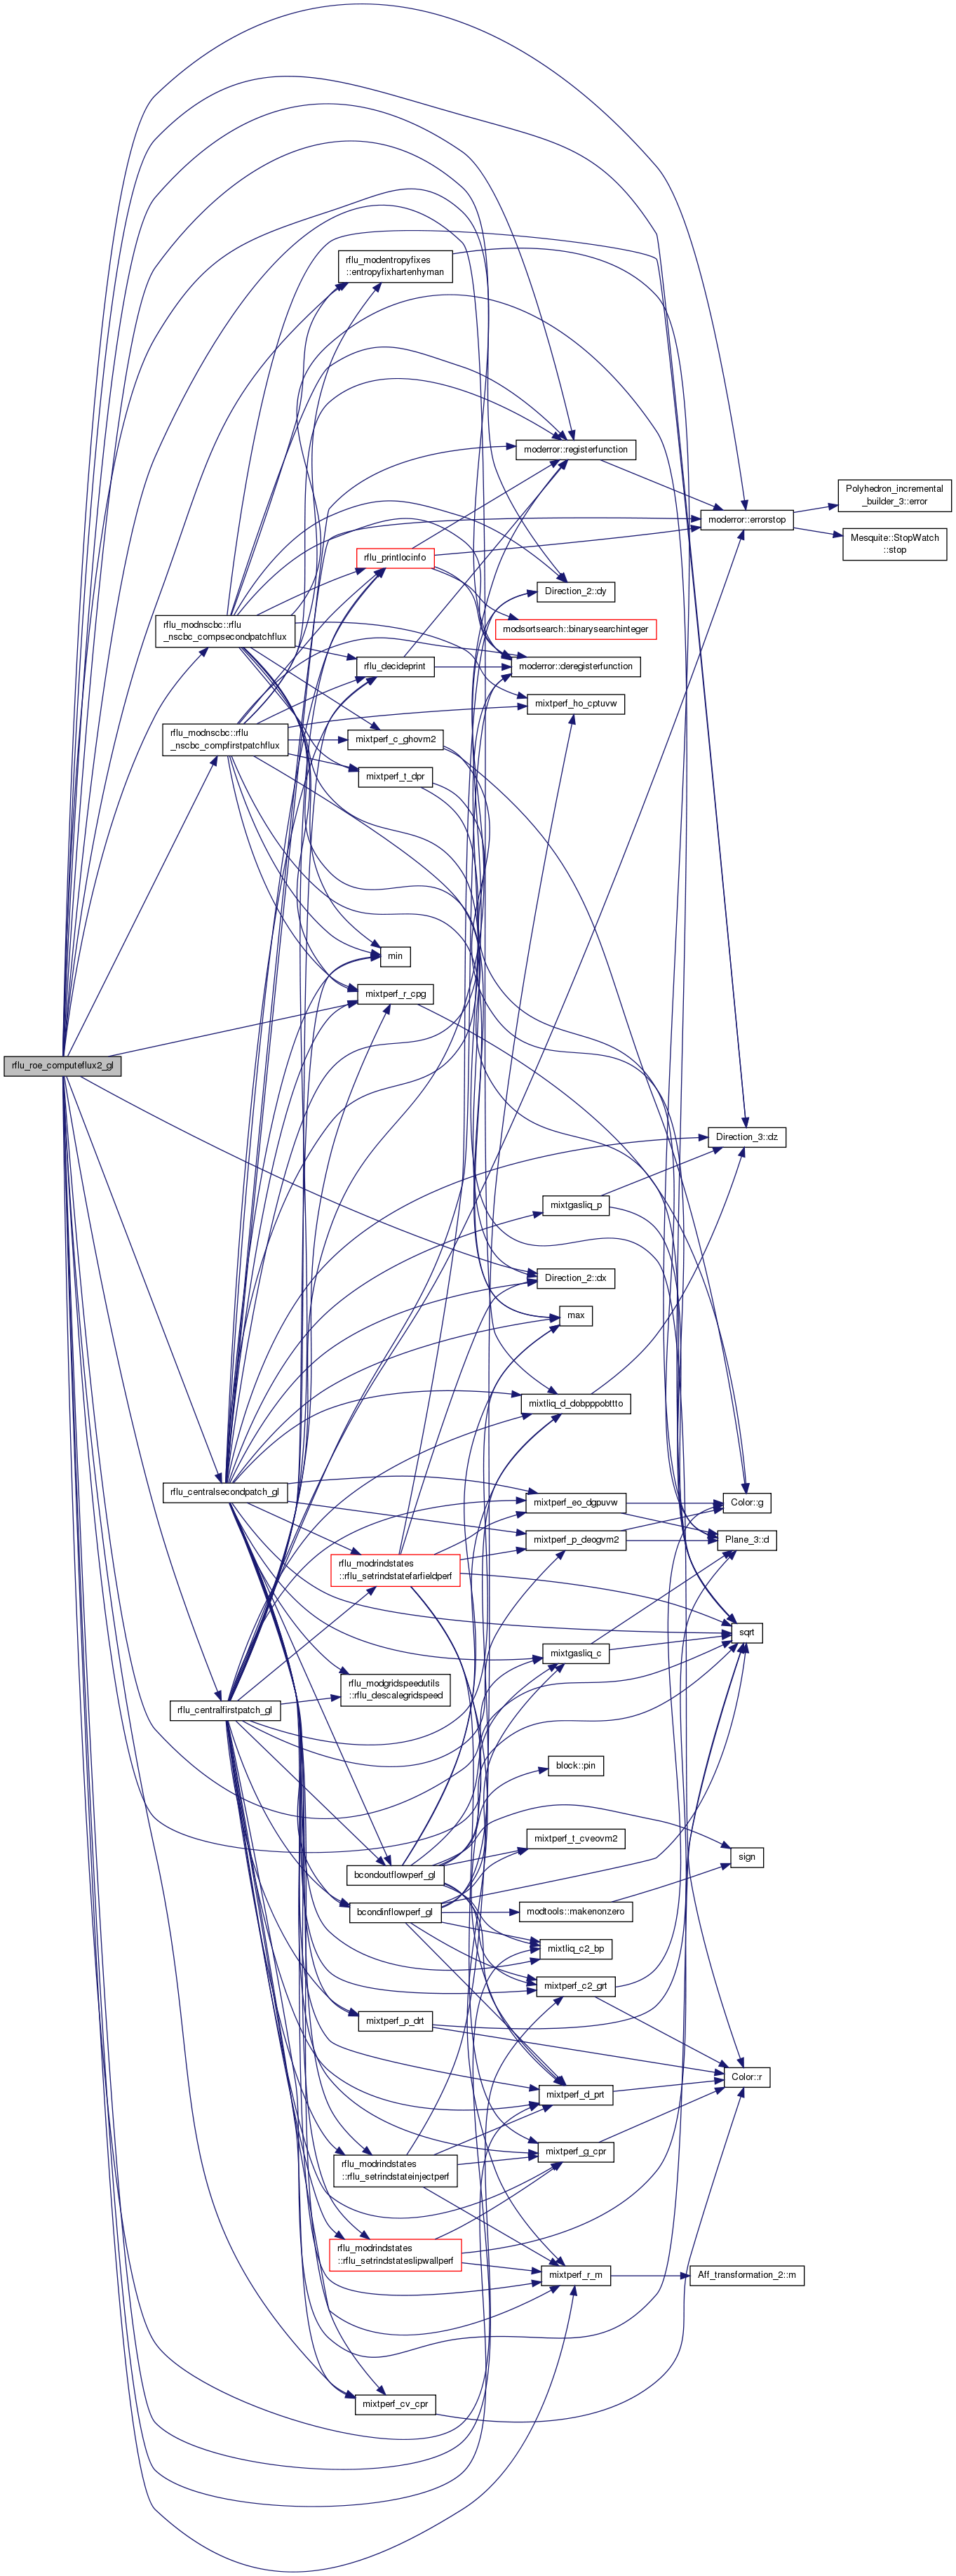 rflu_modentropyfixes
::entropyfixhartenhyman
moderror::registerfunction
Polyhedron_incremental
_builder_3::error
moderror::errorstop
Mesquite::StopWatch
::stop
rflu_printlocinfo
Direction_2::dy
rflu_modnscbc::rflu
_nscbc_compsecondpatchflux
modsortsearch::binarysearchinteger
rflu_decideprint
moderror::deregisterfunction
mixtperf_ho_cptuvw
rflu_modnscbc::rflu
_nscbc_compfirstpatchflux
mixtperf_c_ghovm2
mixtperf_t_dpr
min
mixtperf_r_cpg
rflu_roe_computeflux2_gl
Direction_3::dz
mixtgasliq_p
Direction_2::dx
max
mixtliq_d_dobpppobttto
rflu_centralsecondpatch_gl
mixtperf_eo_dgpuvw
Color::g
mixtperf_p_deogvm2
Plane_3::d
rflu_modrindstates
::rflu_setrindstatefarfieldperf
sqrt
mixtgasliq_c
rflu_modgridspeedutils
::rflu_descalegridspeed
rflu_centralfirstpatch_gl
block::pin
mixtperf_t_cveovm2
sign
bcondoutflowperf_gl
bcondinflowperf_gl
modtools::makenonzero
mixtliq_c2_bp
mixtperf_c2_grt
mixtperf_p_drt
Color::r
mixtperf_d_prt
mixtperf_g_cpr
rflu_modrindstates
::rflu_setrindstateinjectperf
rflu_modrindstates
::rflu_setrindstateslipwallperf
mixtperf_r_m
Aff_transformation_2::m
mixtperf_cv_cpr